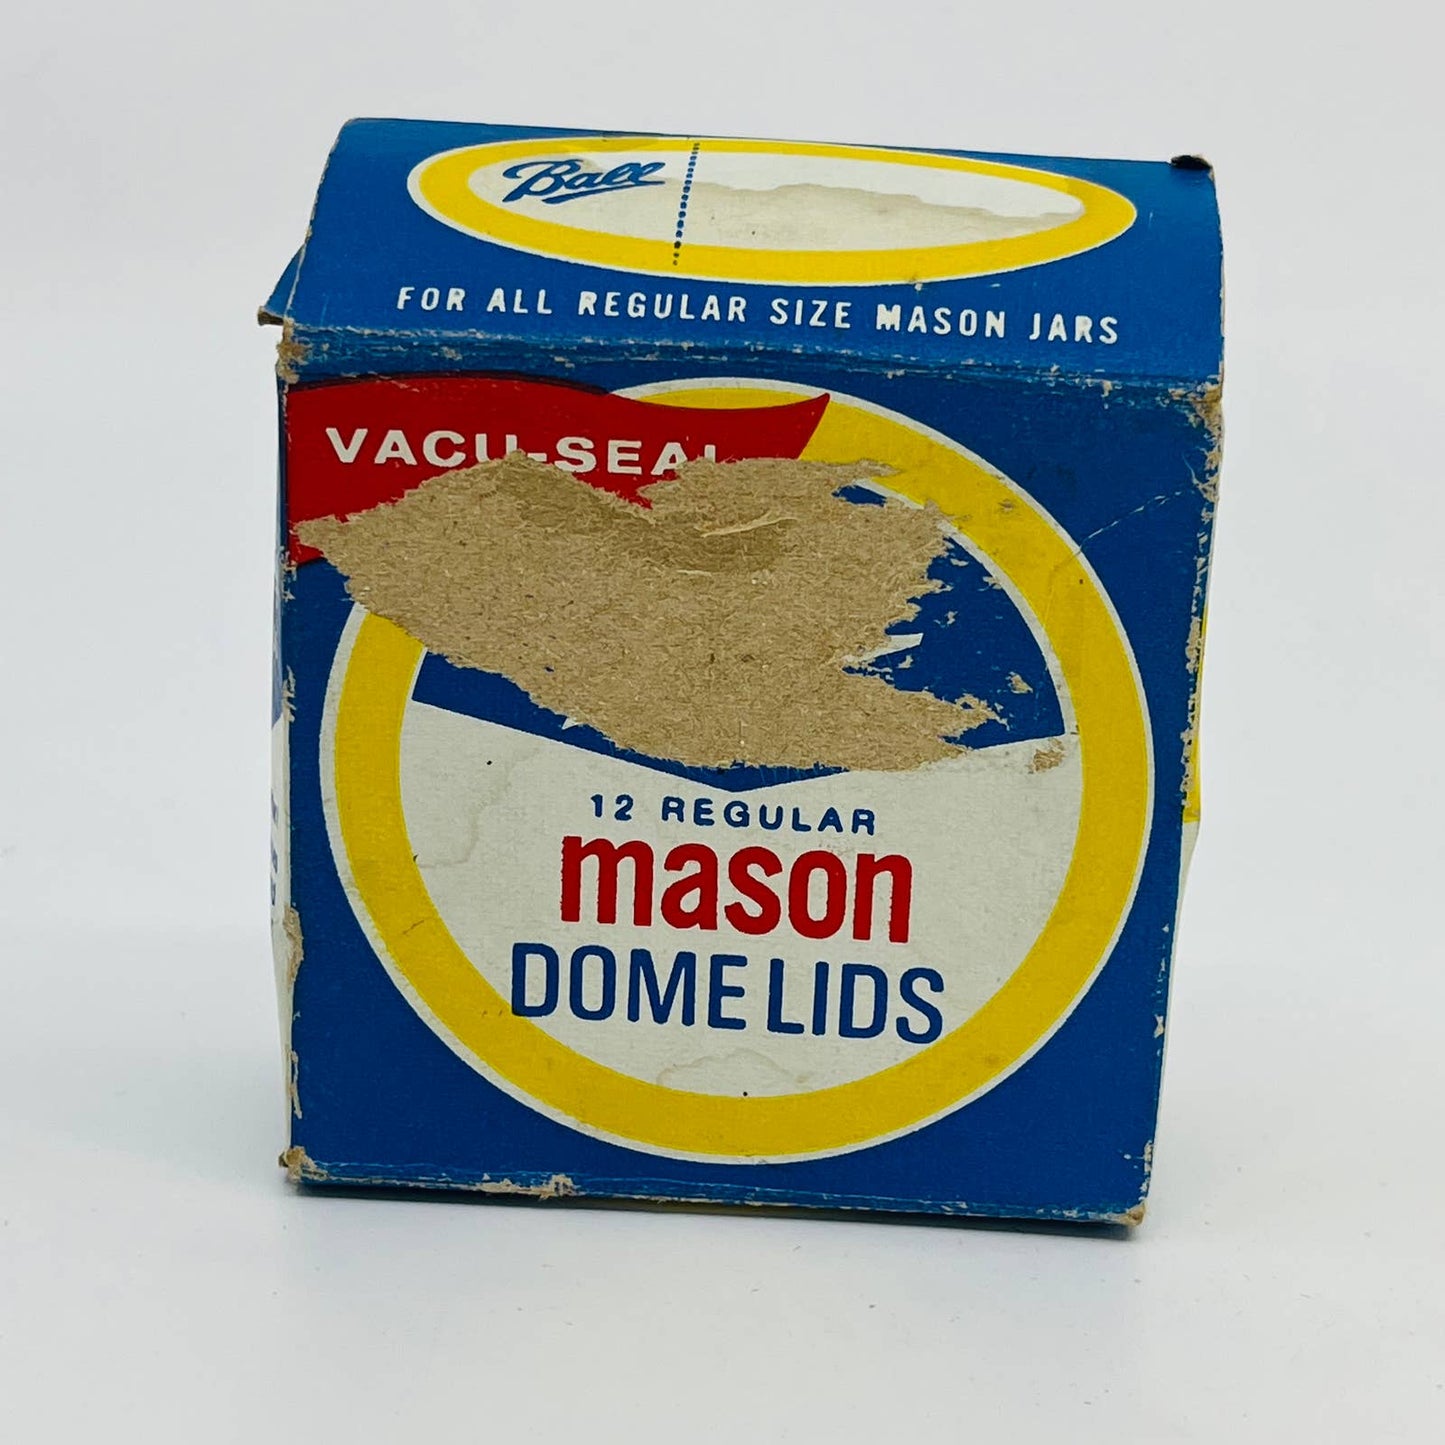 Ball
FOR ALL REGULAR SIZE MASON JARS
VACU-SEAL
12 REGULAR
mason
DOME LIDS